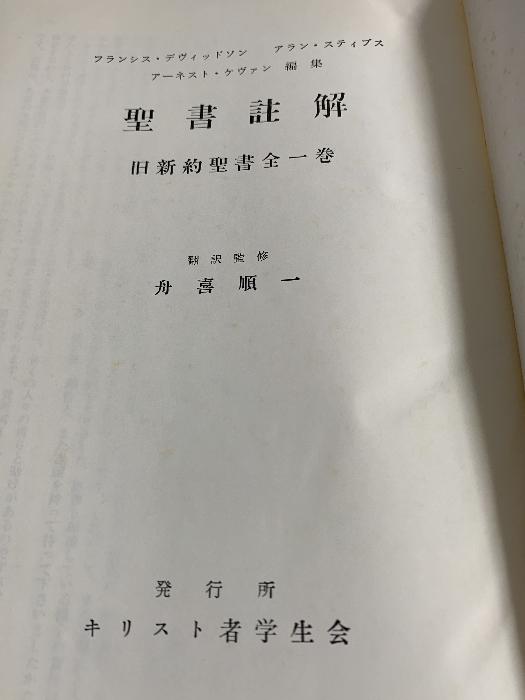 フランシス・デヴィッドソン アラン・スティブス
アーネスト・ケヴァン 編集
聖書註解
旧新約聖書全一巻
翻訳監修
舟喜順一
発行所
キリスト者学生会